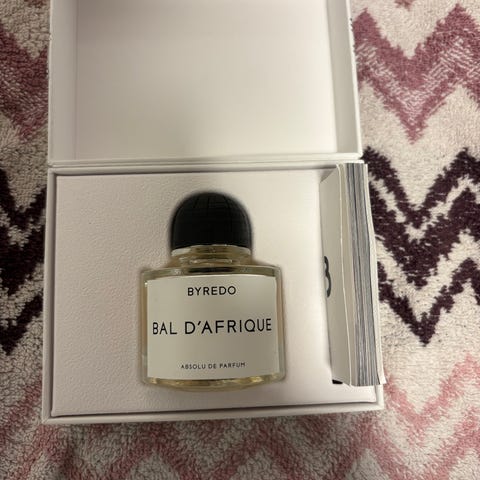 BYREDO
BAL D'AFRIQUE
ABSOLU DE PARFUM